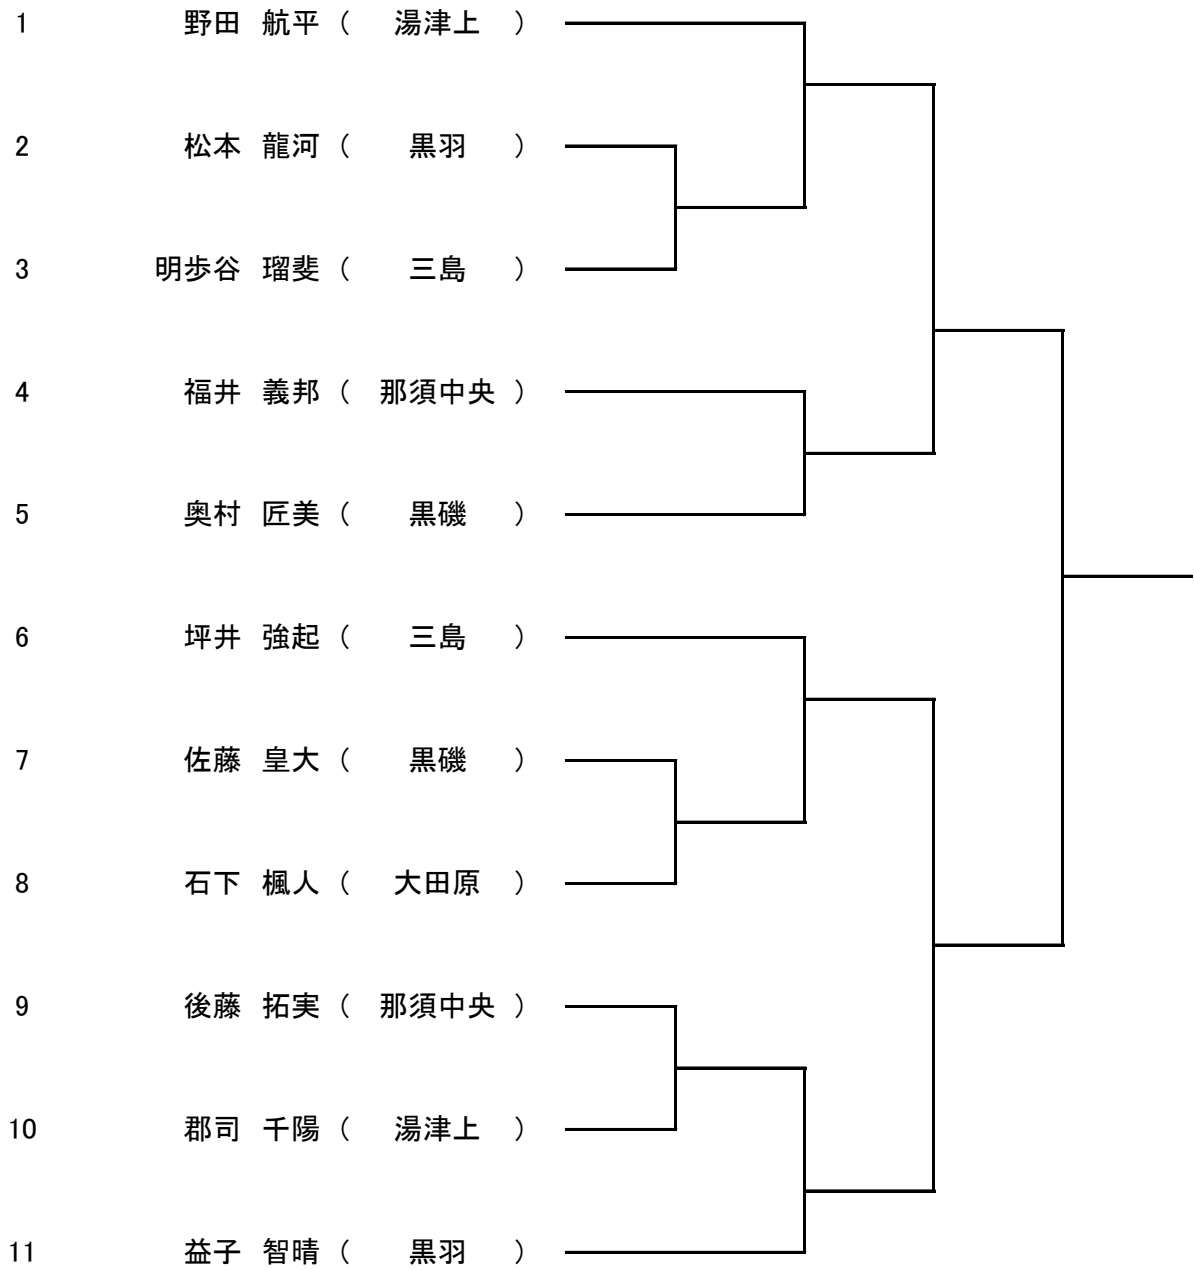 1 野田 航平 ( 湯津上 )
2 松本 龍河 ( 黒羽 )
3 明歩谷 瑠斐 ( 三島 )
4 福井 義邦 ( 那須中央 )
5 奥村 匠美 ( 黒磯 )
6 坪井 強起 ( 三島 )
7 佐藤 皇大 ( 黒磯 )
8 石下 楓人 ( 大田原 )
9 後藤 拓実 ( 那須中央 )
10 郡司 千陽 ( 湯津上 )
11 益子 智晴 ( 黒羽 )